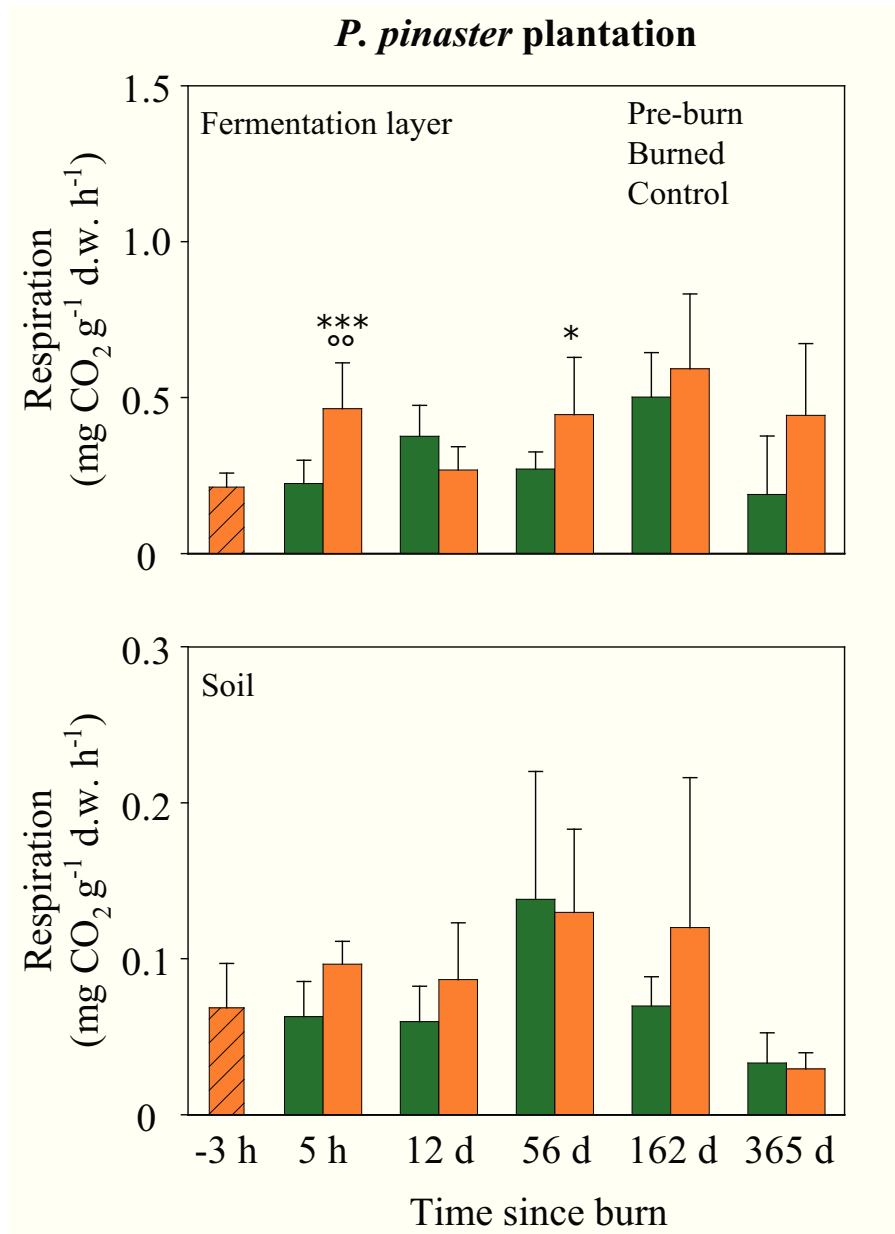 P. pinaster plantation
1.5
Fermentation layer
Pre-burn
Burned
Control
1.0
0.5
0
Respiration
(mg CO₂ g⁻¹ d.w. h⁻¹)
***
°°
*
0.3
Soil
0.2
0.1
0
Respiration
(mg CO₂ g⁻¹ d.w. h⁻¹)
-3 h 5 h 12 d 56 d 162 d 365 d
Time since burn